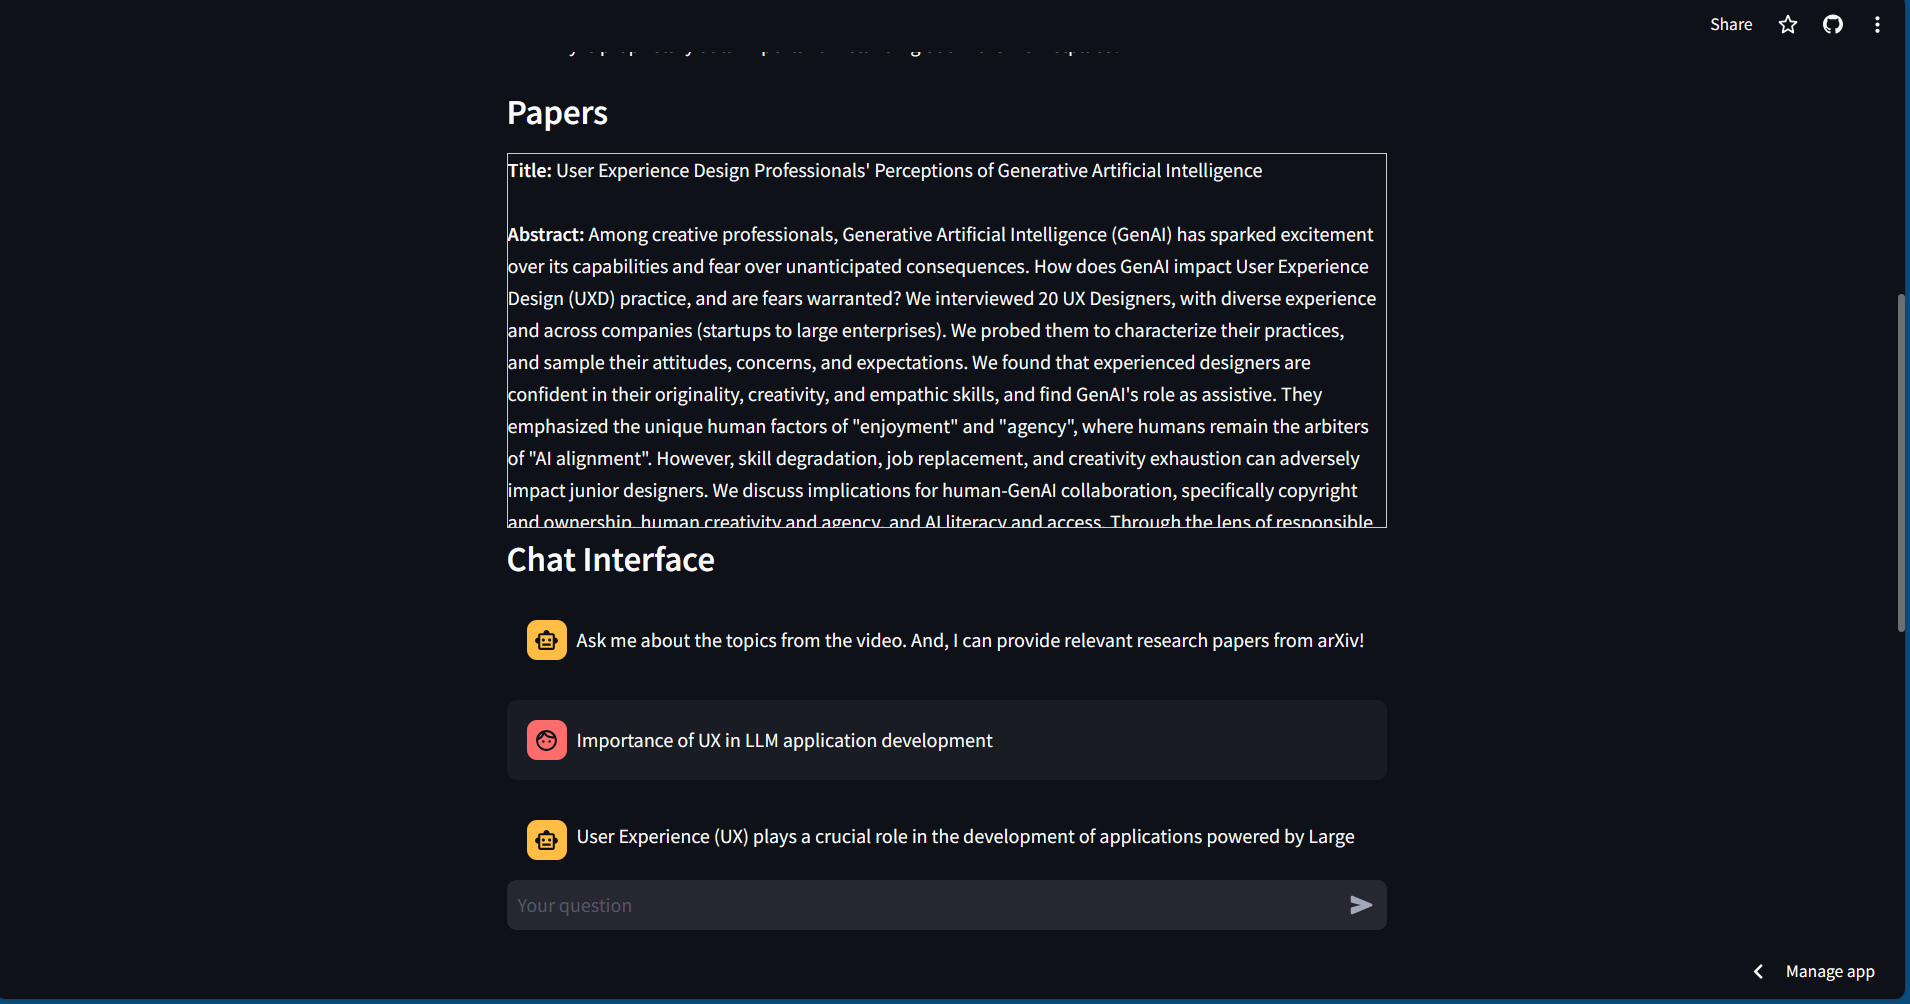 Share
Papers
Title: User Experience Design Professionals' Perceptions of Generative Artificial Intelligence
Abstract: Among creative professionals, Generative Artificial Intelligence (GenAI) has sparked excitement
over its capabilities and fear over unanticipated consequences. How does GenAI impact User Experience
Design (UXD) practice, and are fears warranted? We interviewed 20 UX Designers, with diverse experience
and across companies (startups to large enterprises). We probed them to characterize their practices,
and sample their attitudes, concerns, and expectations. We found that experienced designers are
confident in their originality, creativity, and empathic skills, and find GenAI's role as assistive. They
emphasized the unique human factors of "enjoyment" and "agency", where humans remain the arbiters
of "AI alignment". However, skill degradation, job replacement, and creativity exhaustion can adversely
impact junior designers. We discuss implications for human-GenAI collaboration, specifically copyright
and ownership, human creativity and agency, and AI literacy and access. Through the lens of responsible
Chat Interface
Ask me about the topics from the video. And, I can provide relevant research papers from arXiv!
Importance of UX in LLM application development
User Experience (UX) plays a crucial role in the development of applications powered by Large
Your question
Manage app